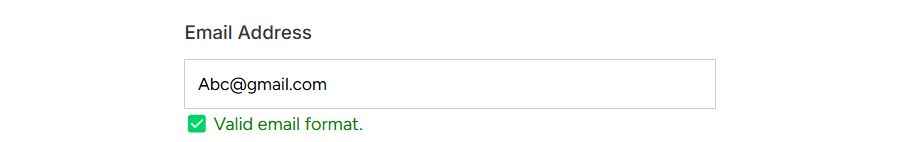 Email Address
Abc@gmail.com
Valid email format.